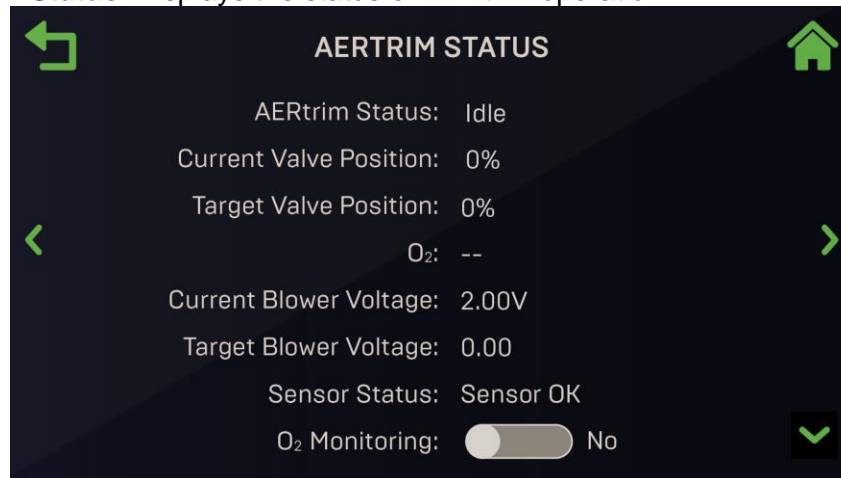 AERTRIM STATUS
AERtrim Status: Idle
Current Valve Position: 0%
Target Valve Position: 0%
O₂: --
Current Blower Voltage: 2.00V
Target Blower Voltage: 0.00
Sensor Status: Sensor OK
O₂ Monitoring: No